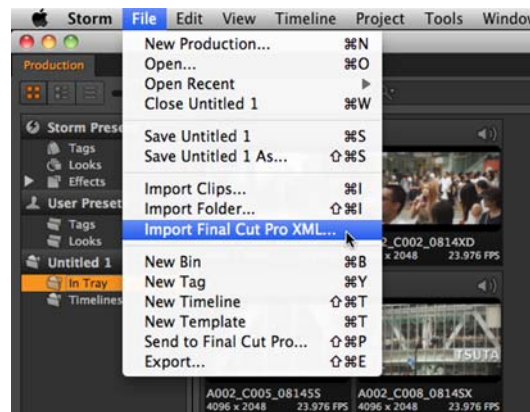 Storm File Edit View Timeline Project Tools
Production
New Production... ⌘N
Open... ⌘O
Open Recent ▶
Close Untitled 1 ⌘W
Save Untitled 1 ⌘S
Save Untitled 1 As... ⇧⌘S
Import Clips... ⌘I
Import Folder... ⇧⌘I
Import Final Cut Pro XML...
New Bin ⌘B
New Tag ⌘Y
New Timeline ⇧⌘T
New Template ⌘T
Send to Final Cut Pro... ⇧⌘P
Export... ⇧⌘E
Storm Prese
Tags
Looks
Effects
User Preset
Tags
Looks
Untitled 1
In Tray
Timelines
2_C002_0814XD
x 2048 23.976 FPS
TSUTA
A002_C005_08145S A002_C008_0814SX
4096 x 2048 23.976 FPS 4096 x 2048 23.976 FPS